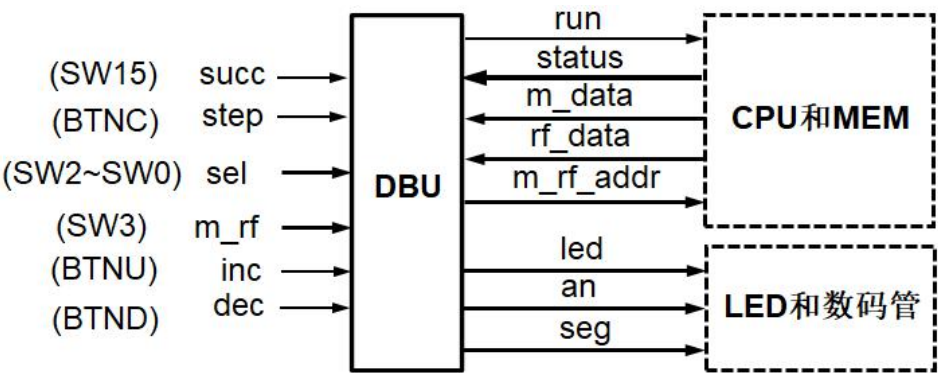 (SW15) succ
(BTNC) step
(SW2~SW0) sel
(SW3) m_rf
(BTNU) inc
(BTND) dec
DBU
run
status
m_data
rf_data
m_rf_addr
led
an
seg
CPU和MEM
LED和数码管